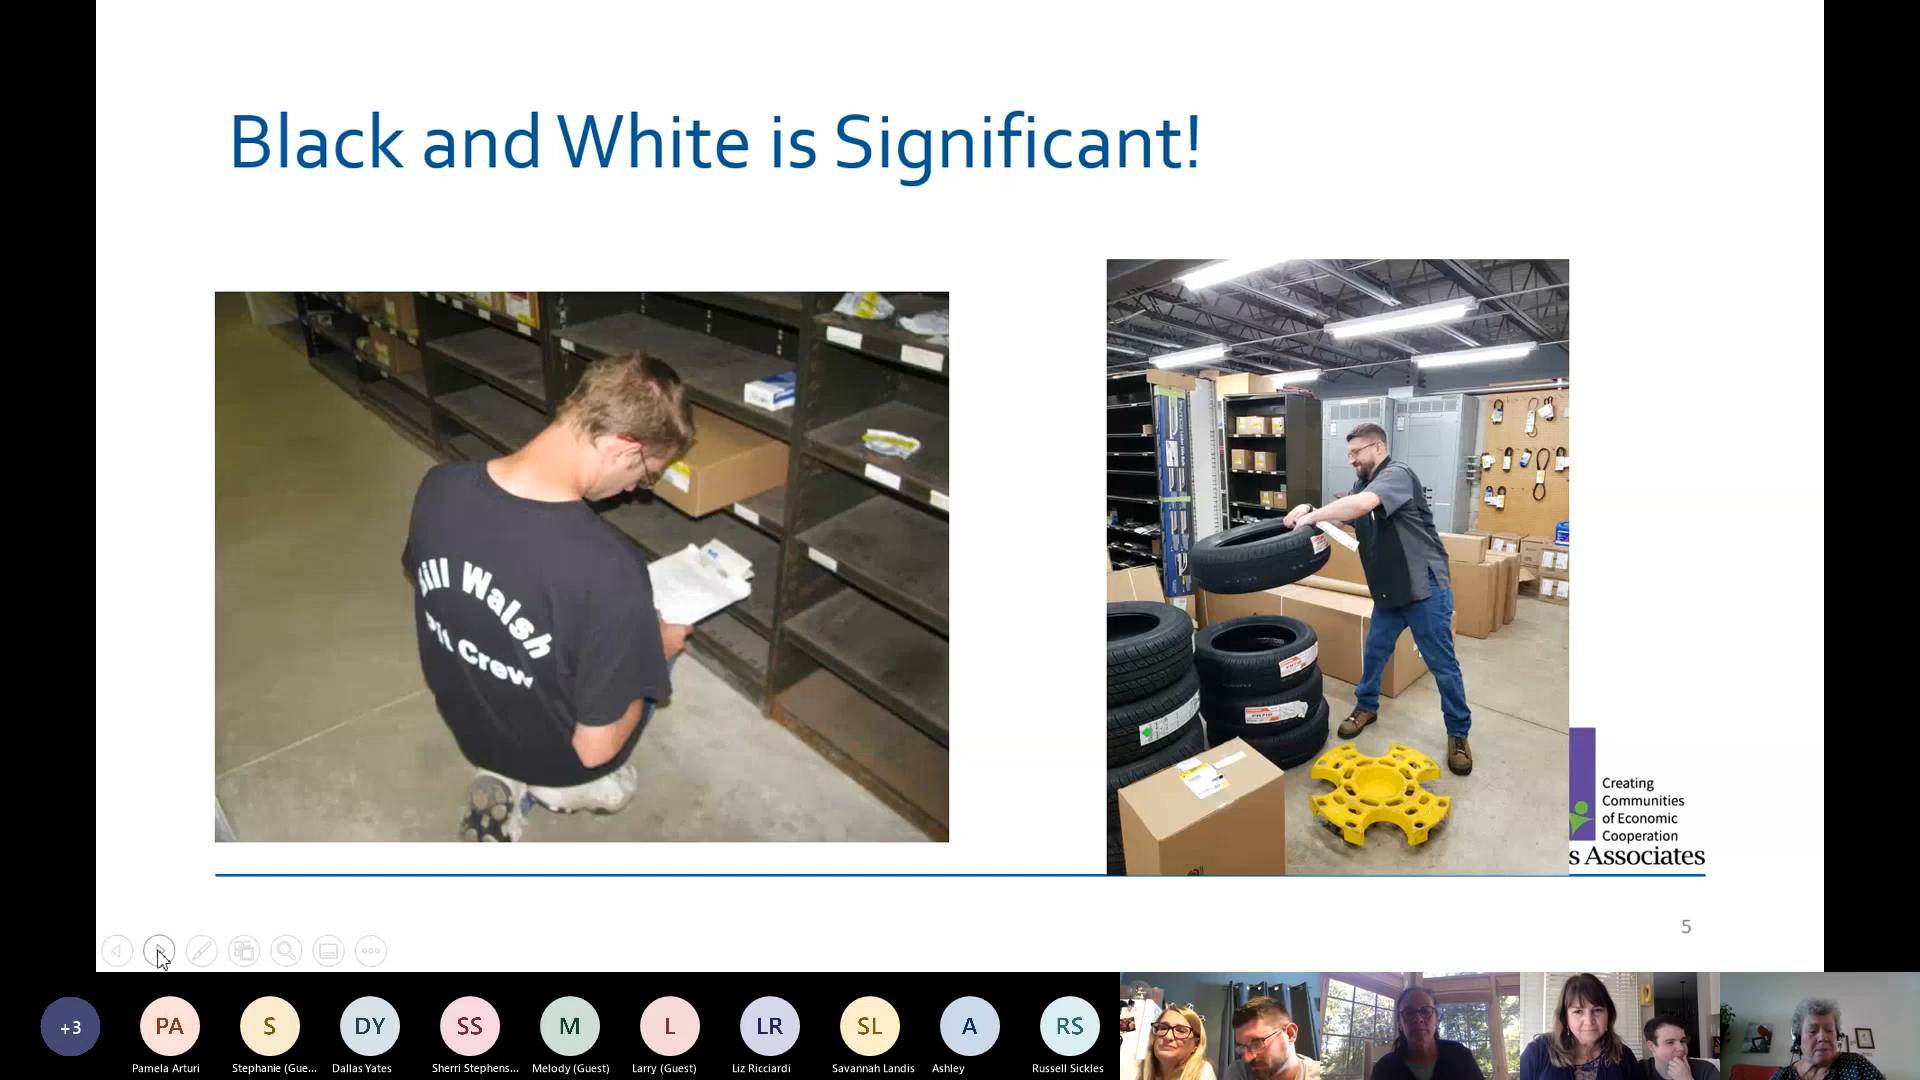 Black and White is Significant!
Bill Walsh
Pit Crew
Creating
Communities
of Economic
Cooperation
s Associates
5
+3
PA
S
DY
SS
M
L
LR
SL
A
RS
Pamela Arturi
Stephanie (Gue...
Dallas Yates
Sherri Stephens...
Melody (Guest)
Larry (Guest)
Liz Ricciardi
Savannah Landis
Ashley
Russell Sickles